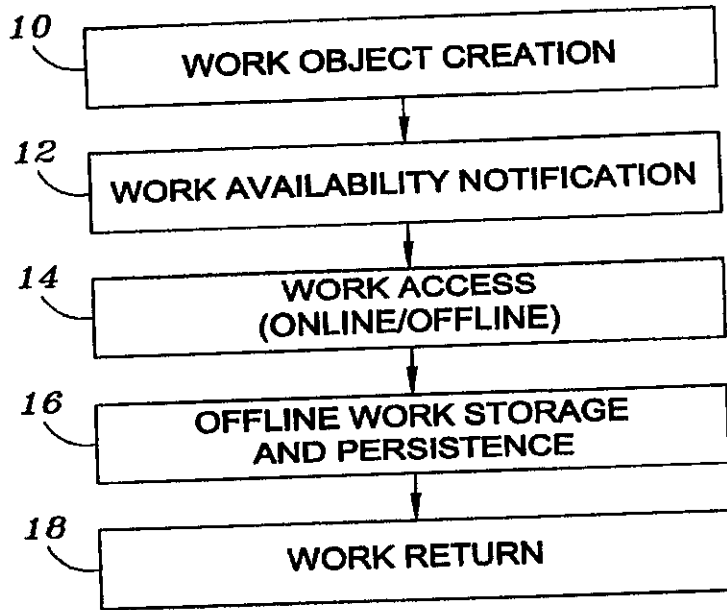 10
WORK OBJECT CREATION
12
WORK AVAILABILITY NOTIFICATION
14
WORK ACCESS
(ONLINE/OFFLINE)
16
OFFLINE WORK STORAGE
AND PERSISTENCE
18
WORK RETURN